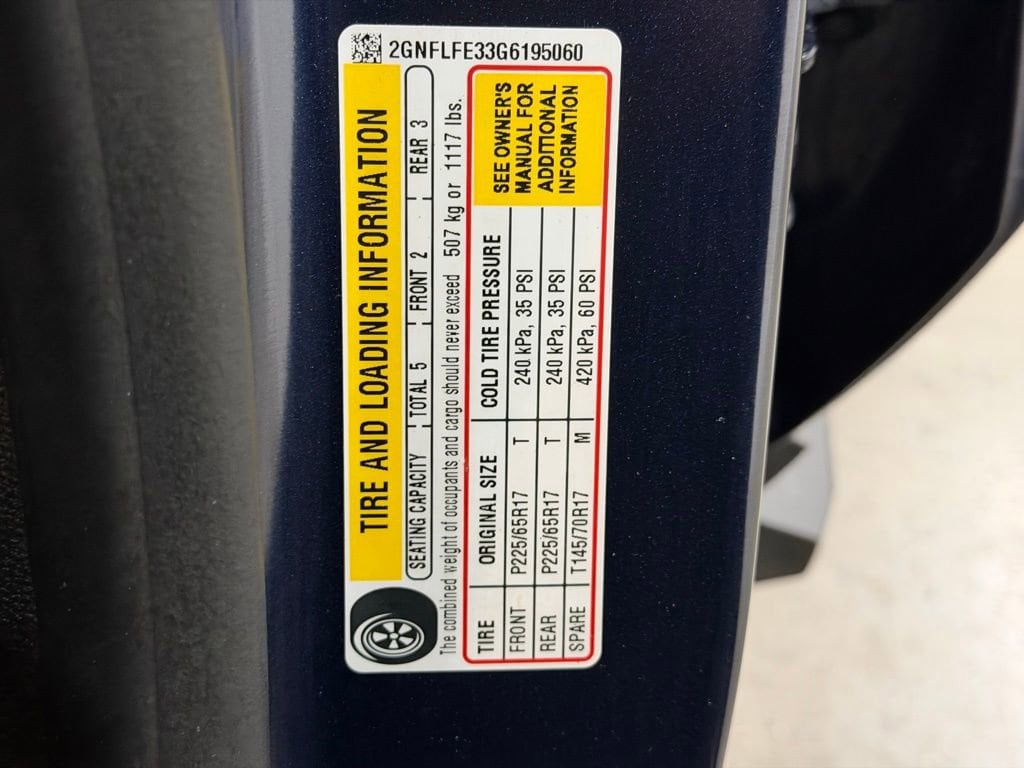 2GNFLFE33G6195060
TIRE AND LOADING INFORMATION
SEATING CAPACITY TOTAL 5 FRONT 2 REAR 3
The combined weight of occupants and cargo should never exceed 507 kg or 1117 lbs.
TIRE ORIGINAL SIZE COLD TIRE PRESSURE
FRONT P225/65R17 T 240 kPa, 35 PSI
REAR P225/65R17 T 240 kPa, 35 PSI
SPARE T145/70R17 M 420 kPa, 60 PSI
SEE OWNER'S
MANUAL FOR
ADDITIONAL
INFORMATION